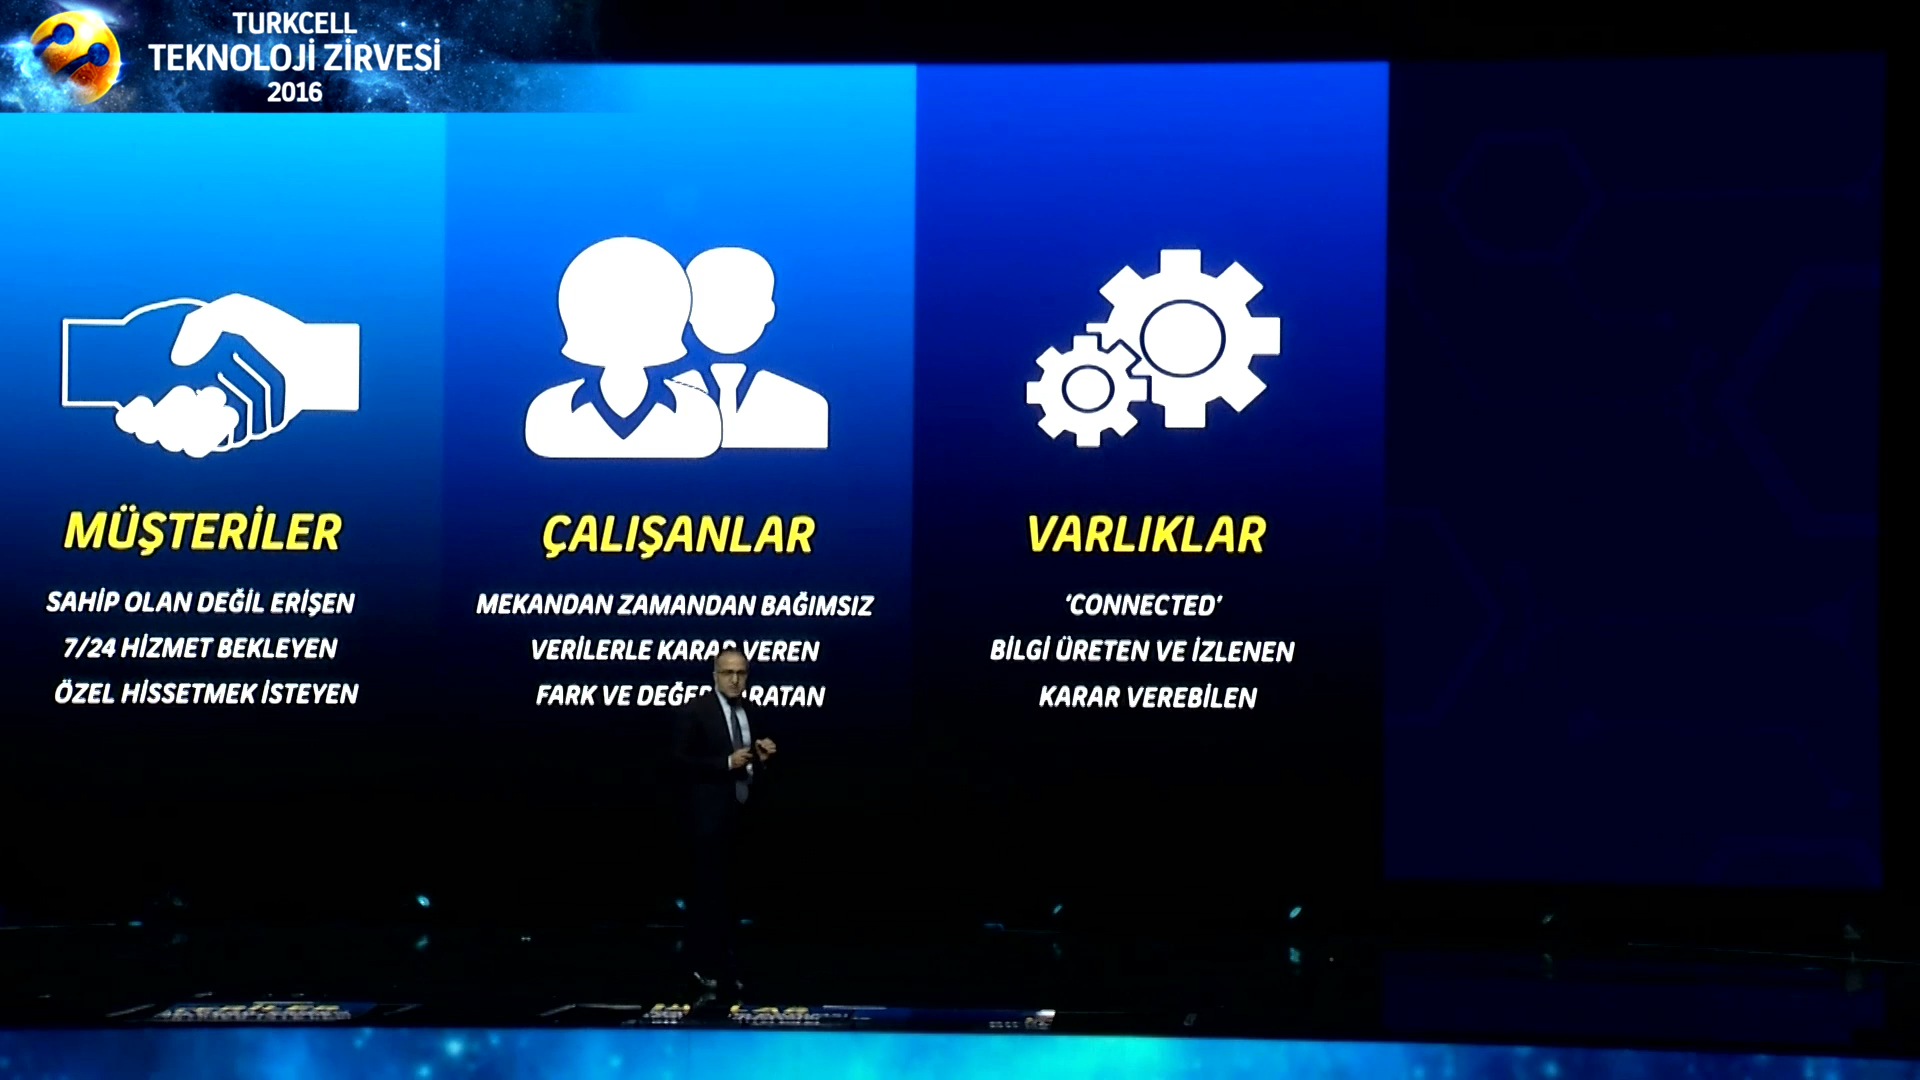 TURKCELL
TEKNOLOJİ ZİRVESİ
2016
MÜŞTERİLER
SAHİP OLAN DEĞİL ERİŞEN
7/24 HİZMET BEKLEYEN
ÖZEL HİSSETMEK İSTEYEN
ÇALIŞANLAR
MEKANDAN ZAMANDAN BAĞIMSIZ
VERİLERLE KARAR VEREN
FARK VE DEĞER
VARLIKLAR
‘CONNECTED’
BİLGİ ÜRETEN VE İZLENEN
KARAR VEREBİLEN